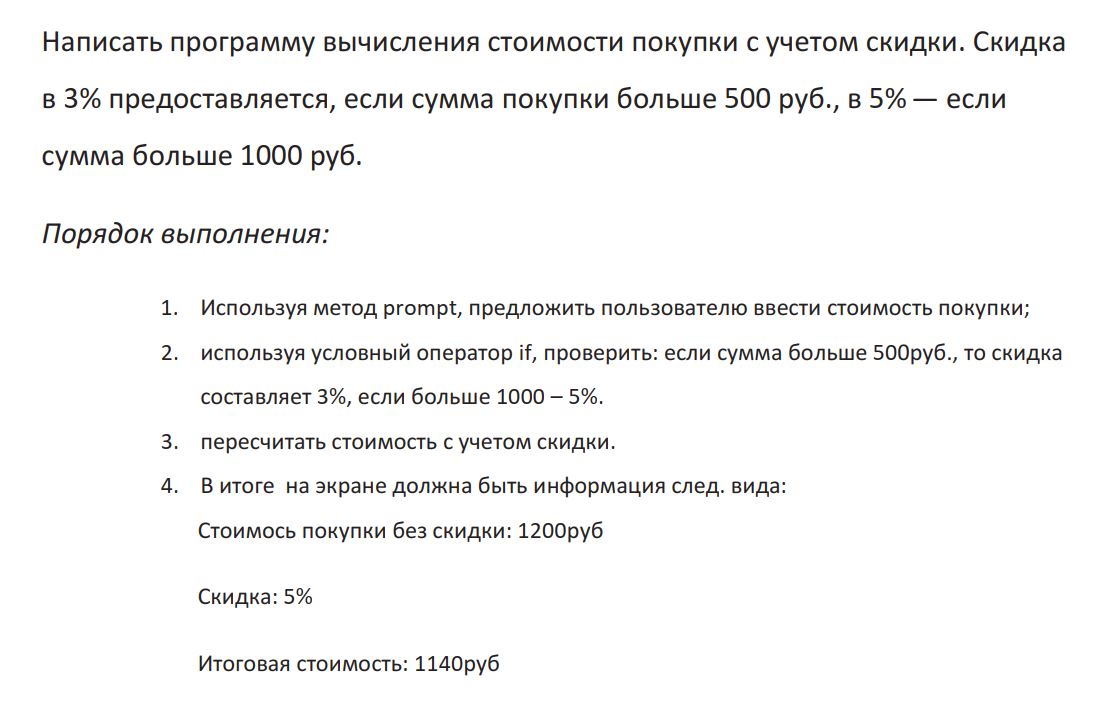 Написать программу вычисления стоимости покупки с учетом скидки. Скидка
в 3% предоставляется, если сумма покупки больше 500 руб., в 5% — если
сумма больше 1000 руб.
Порядок выполнения:
1. Используя метод prompt, предложить пользователю ввести стоимость покупки;
2. используя условный оператор if, проверить: если сумма больше 500руб., то скидка
составляет 3%, если больше 1000 – 5%.
3. пересчитать стоимость с учетом скидки.
4. В итоге  на экране должна быть информация след. вида:
Стоимось покупки без скидки: 1200руб
Скидка: 5%
Итоговая стоимость: 1140руб